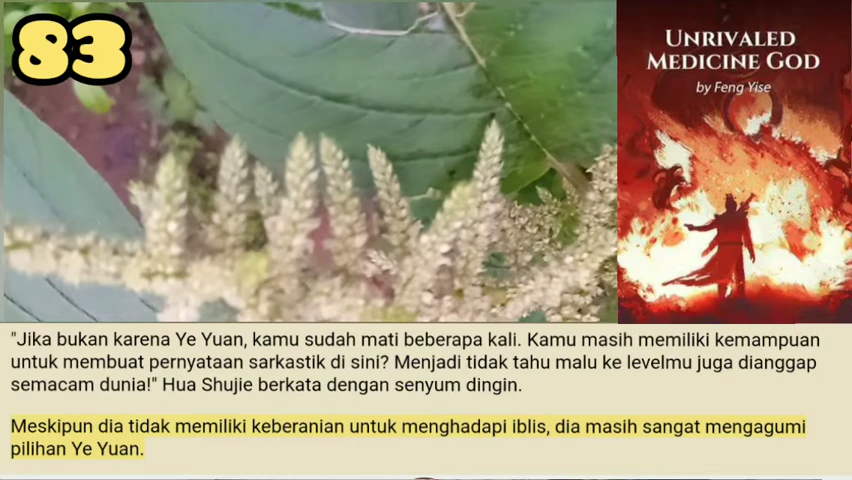 83
UNRIVALED
MEDICINE GOD
by Feng Yise
"Jika bukan karena Ye Yuan, kamu sudah mati beberapa kali. Kamu masih memiliki kemampuan
untuk membuat pernyataan sarkastik di sini? Menjadi tidak tahu malu ke levelmu juga dianggap
semacam dunia!" Hua Shujie berkata dengan senyum dingin.
Meskipun dia tidak memiliki keberanian untuk menghadapi iblis, dia masih sangat mengagumi
pilihan Ye Yuan.